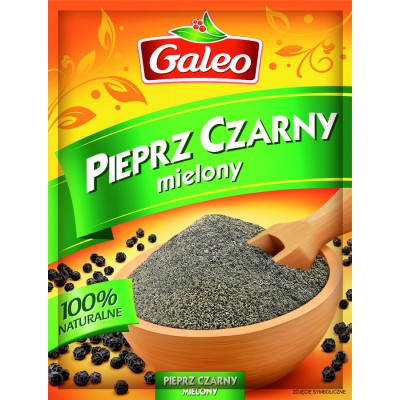 Galeo
PIEPRZ CZARNY
mielony
100%
NATURALNE
PIEPRZ CZARNY
MIELONY
ZDJĘCIE SYMBOLICZNE